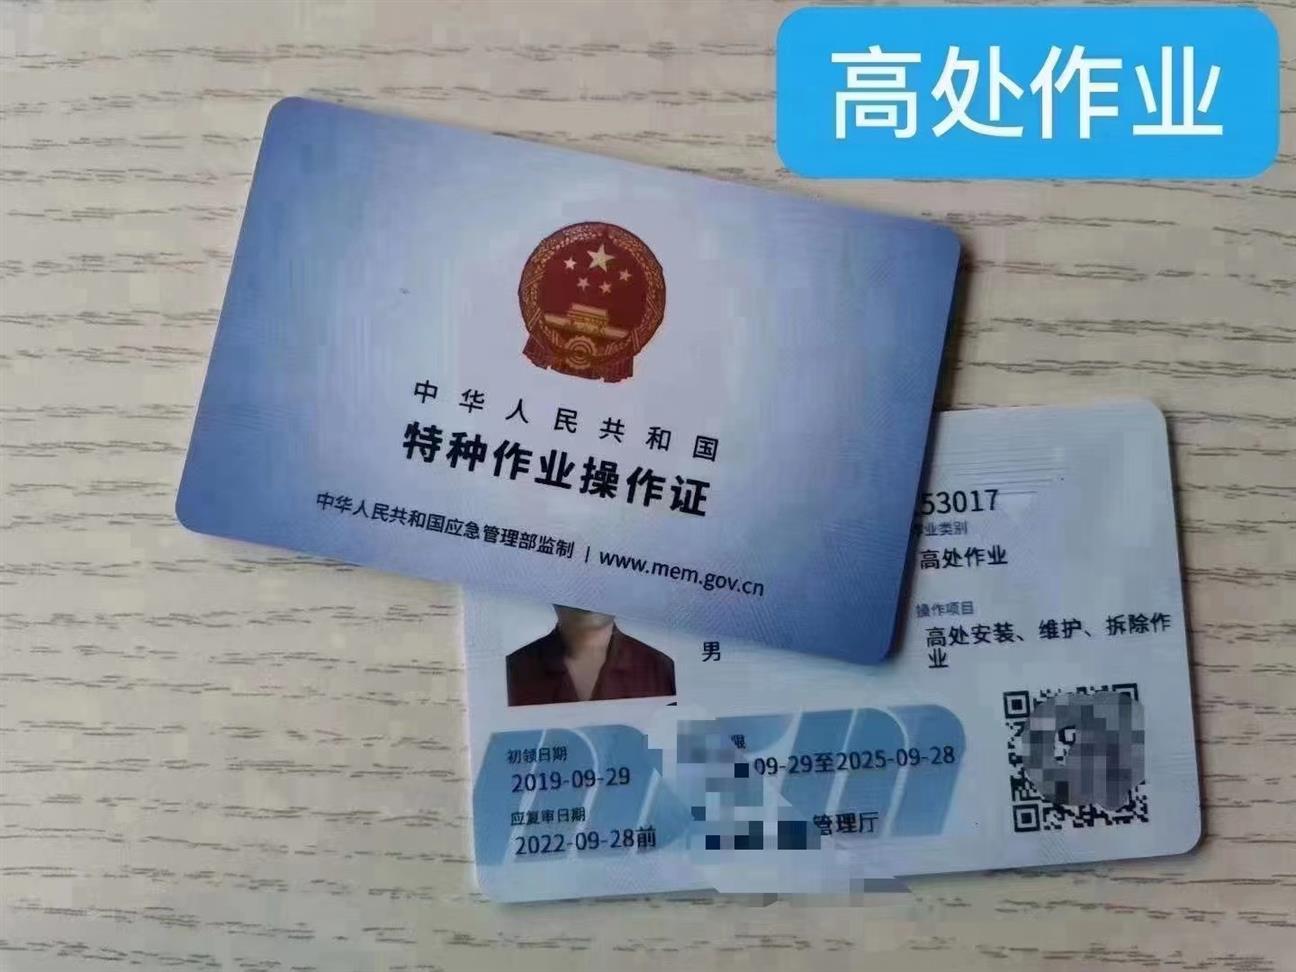 高处作业
中华人民共和国
特种作业操作证
中华人民共和国应急管理部监制 | www.mem.gov.cn
53017
作业类别
高处作业
操作项目
高处安装、维护、拆除作
业
男
初领日期
2019-09-29
限
09-29至2025-09-28
应复审日期
2022-09-28前
管理厅